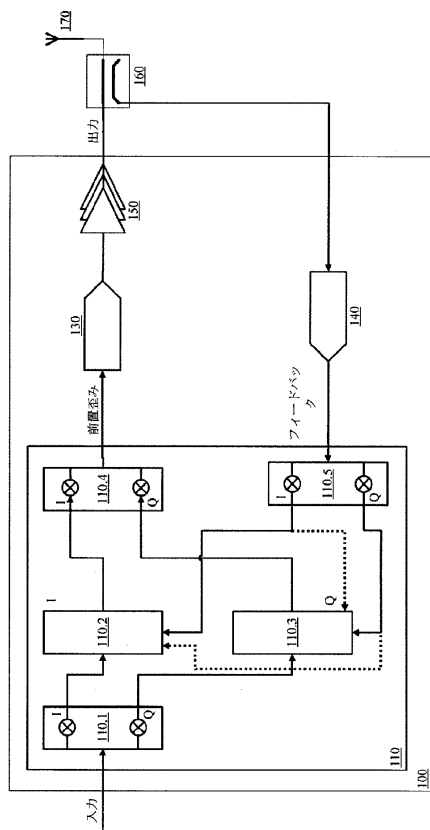 入力
I
110.1
Q
I
110.2
110.3
Q
I
110.4
Q
前置歪み
130
150
出力
160
170
I
110.5
Q
フィードバッ
ク
140
110
100